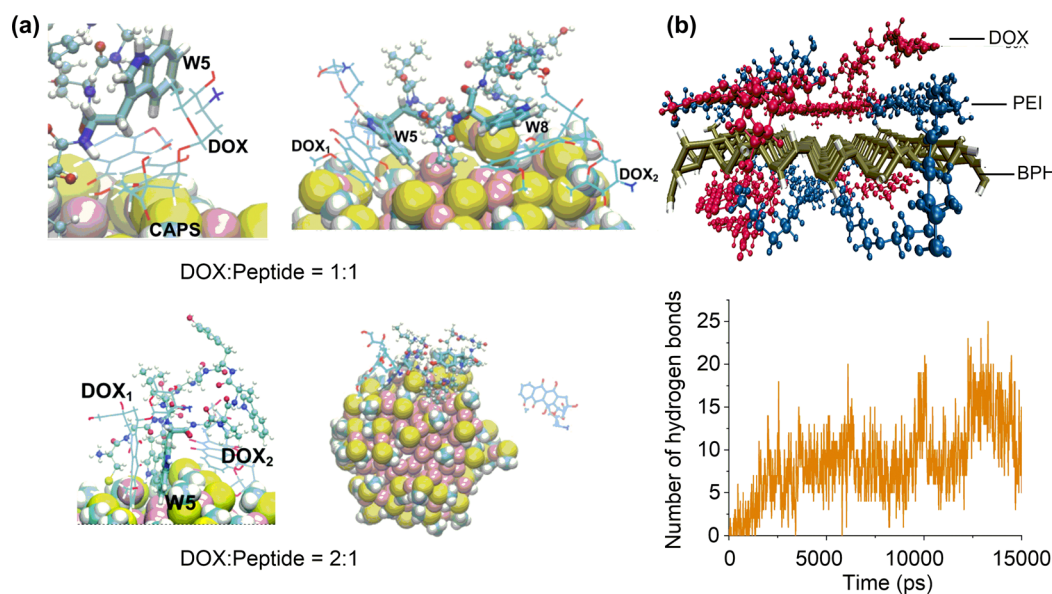 (a)
W5
DOX
CAPS
W5
W8
DOX₁
DOX₂
DOX:Peptide = 1:1
DOX₁
DOX₂
W5
DOX:Peptide = 2:1
(b)
DOX
PEI
BPH
Number of hydrogen bonds
25
20
15
10
5
0
0
5000
10000
15000
Time (ps)